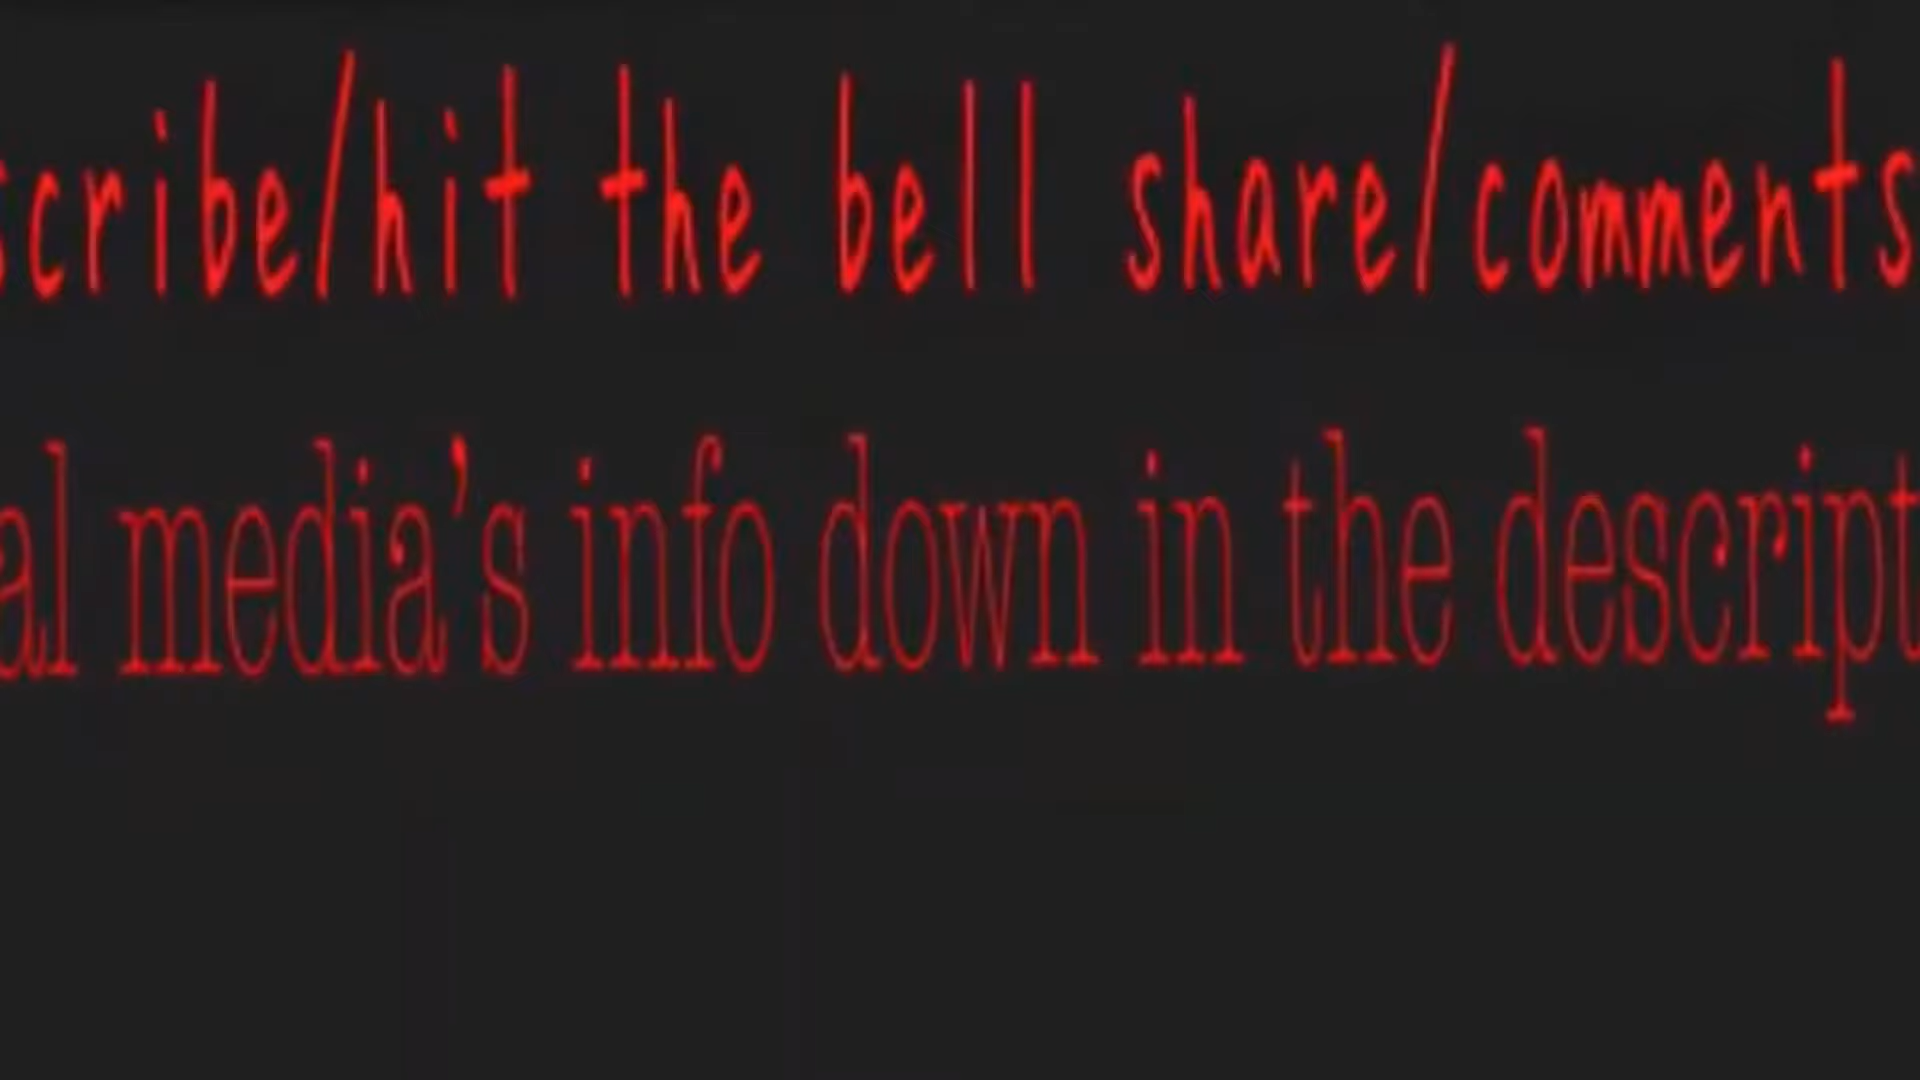 scribe/hit the bell share/comments
al media’s info down in the descript